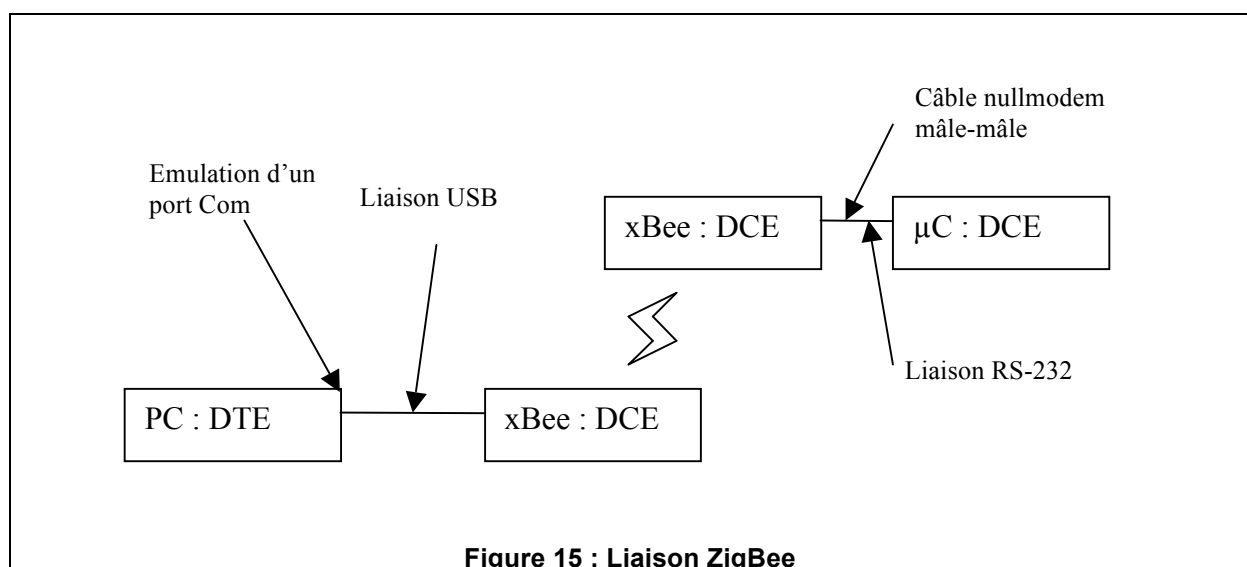 Câble nullmodem
mâle-mâle
Emulation d’un
port Com
Liaison USB
xBee : DCE
µC : DCE
Liaison RS-232
PC : DTE
xBee : DCE
Figure 15 : Liaison ZigBee